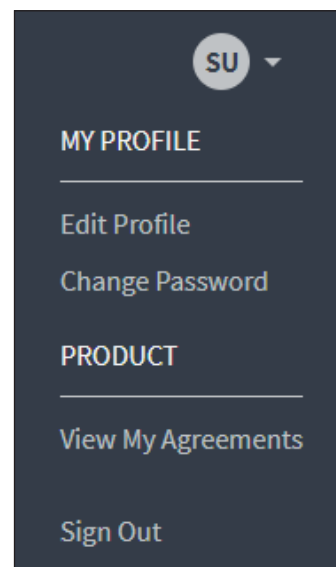 SU
MY PROFILE
Edit Profile
Change Password
PRODUCT
View My Agreements
Sign Out